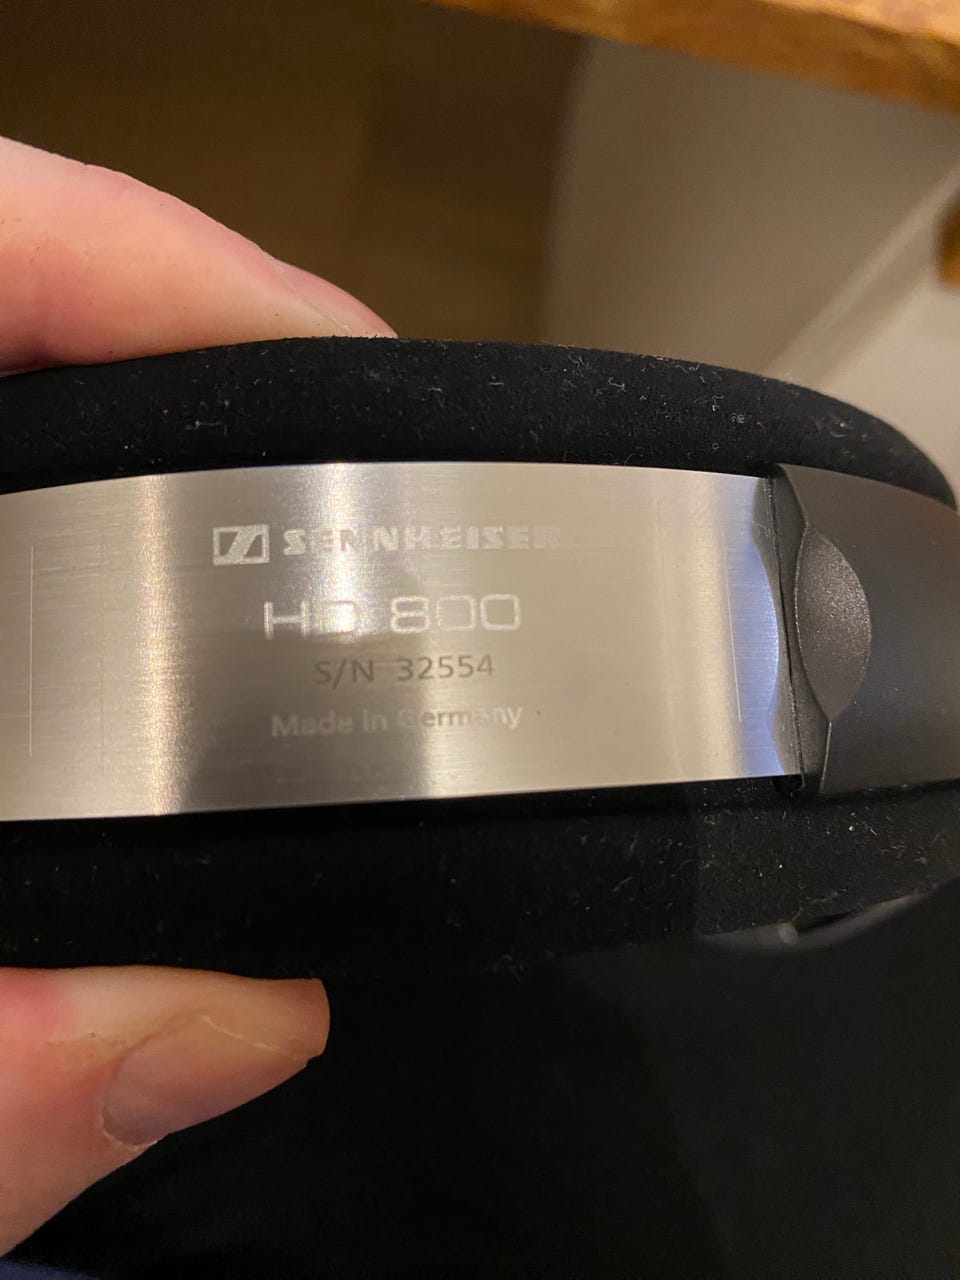 SENNHEISER
HD 800
S/N 32554
Made in Germany